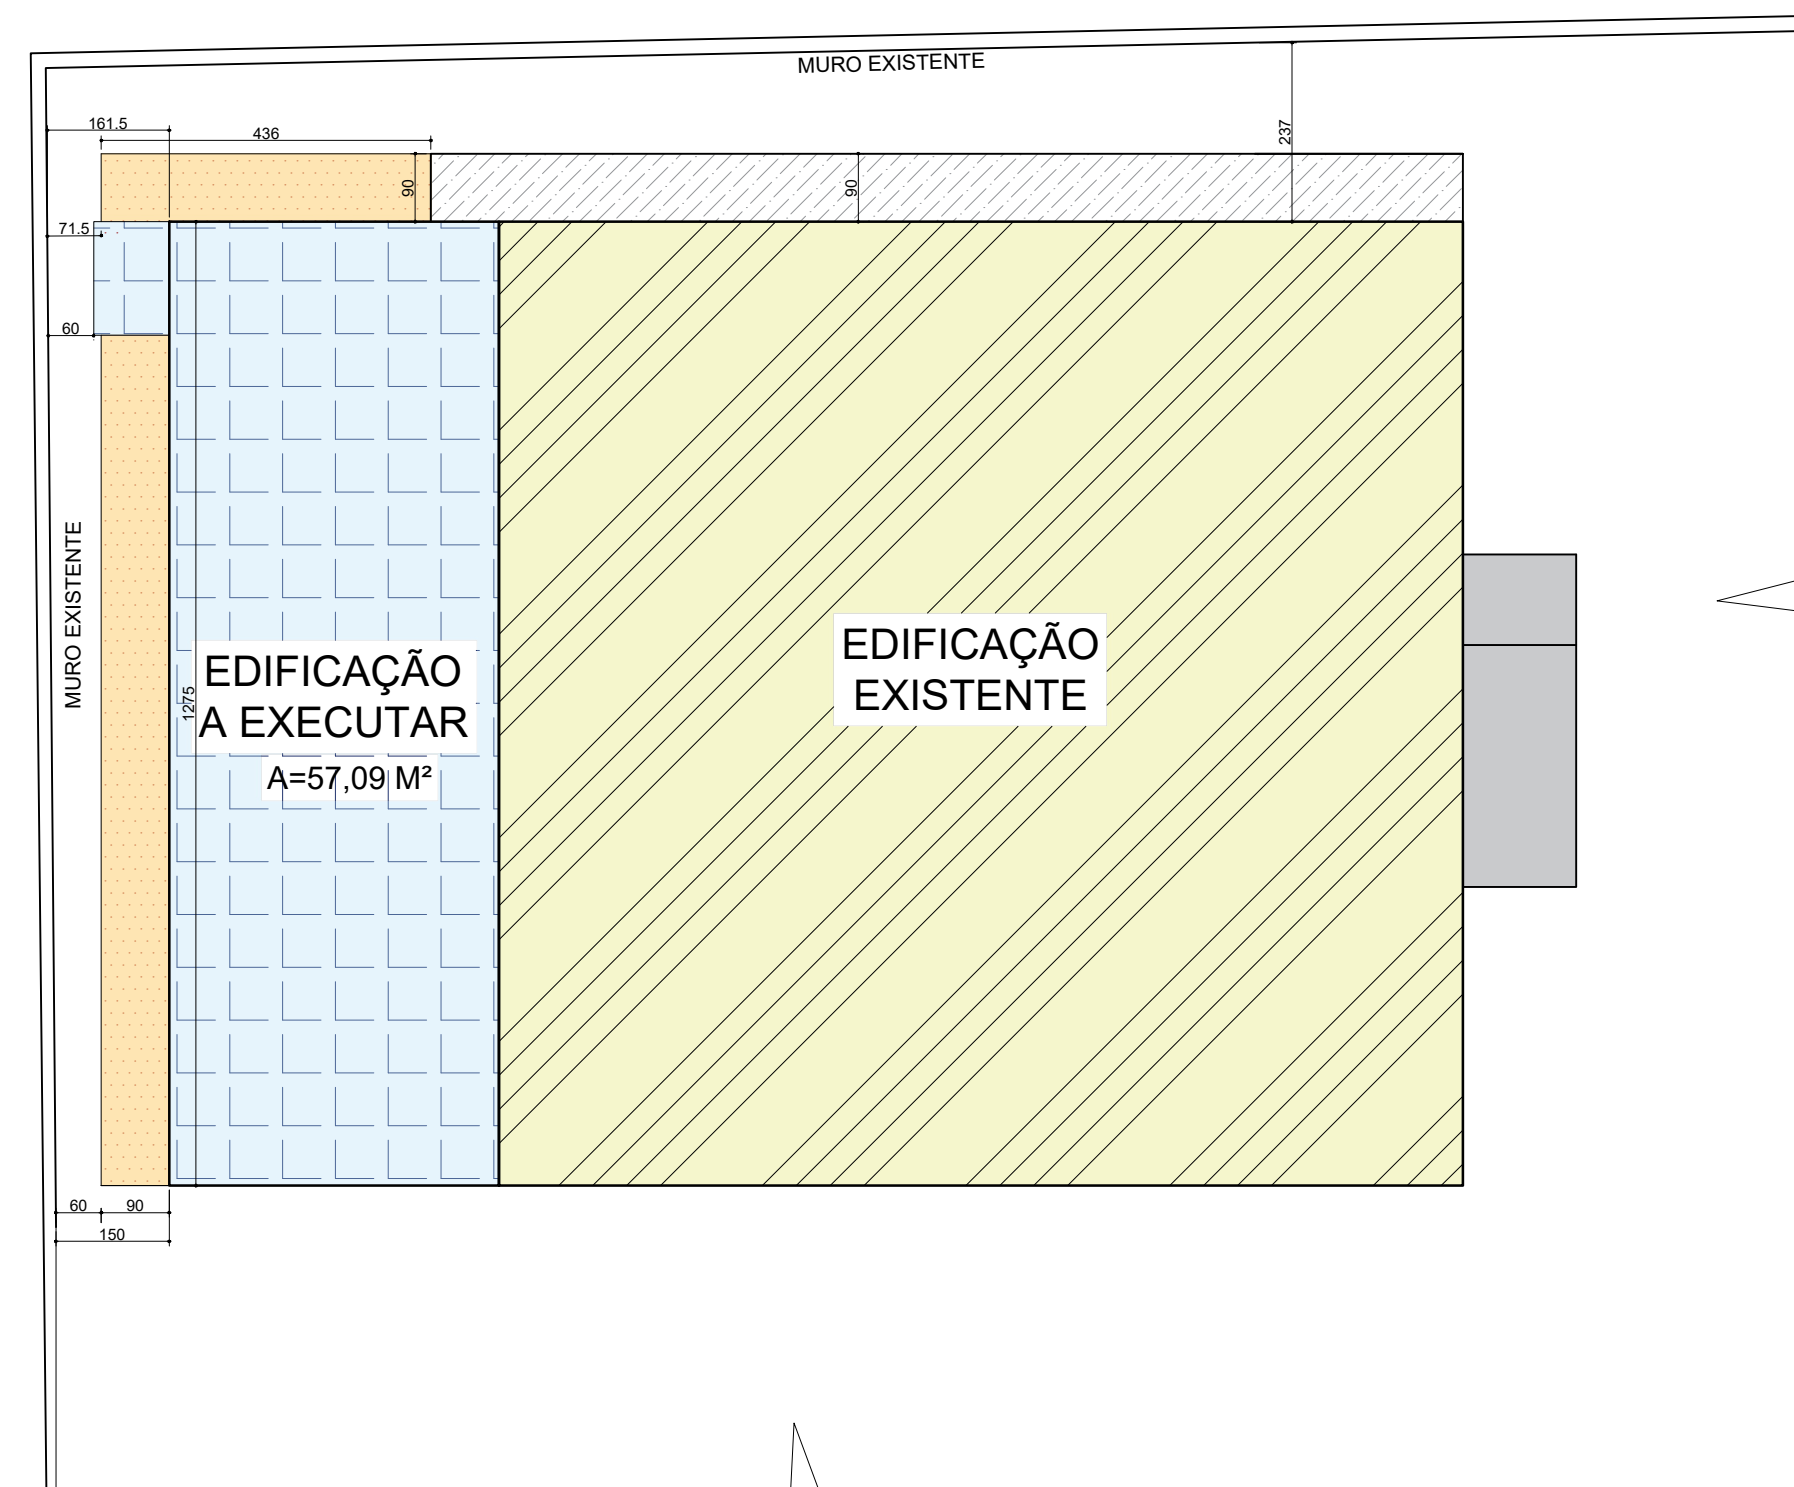 MURO EXISTENTE
161.5
436
237
90
90
71.5
60
MURO EXISTENTE
EDIFICAÇÃO
A EXECUTAR
1275
A=57,09 M²
EDIFICAÇÃO
EXISTENTE
60
90
150